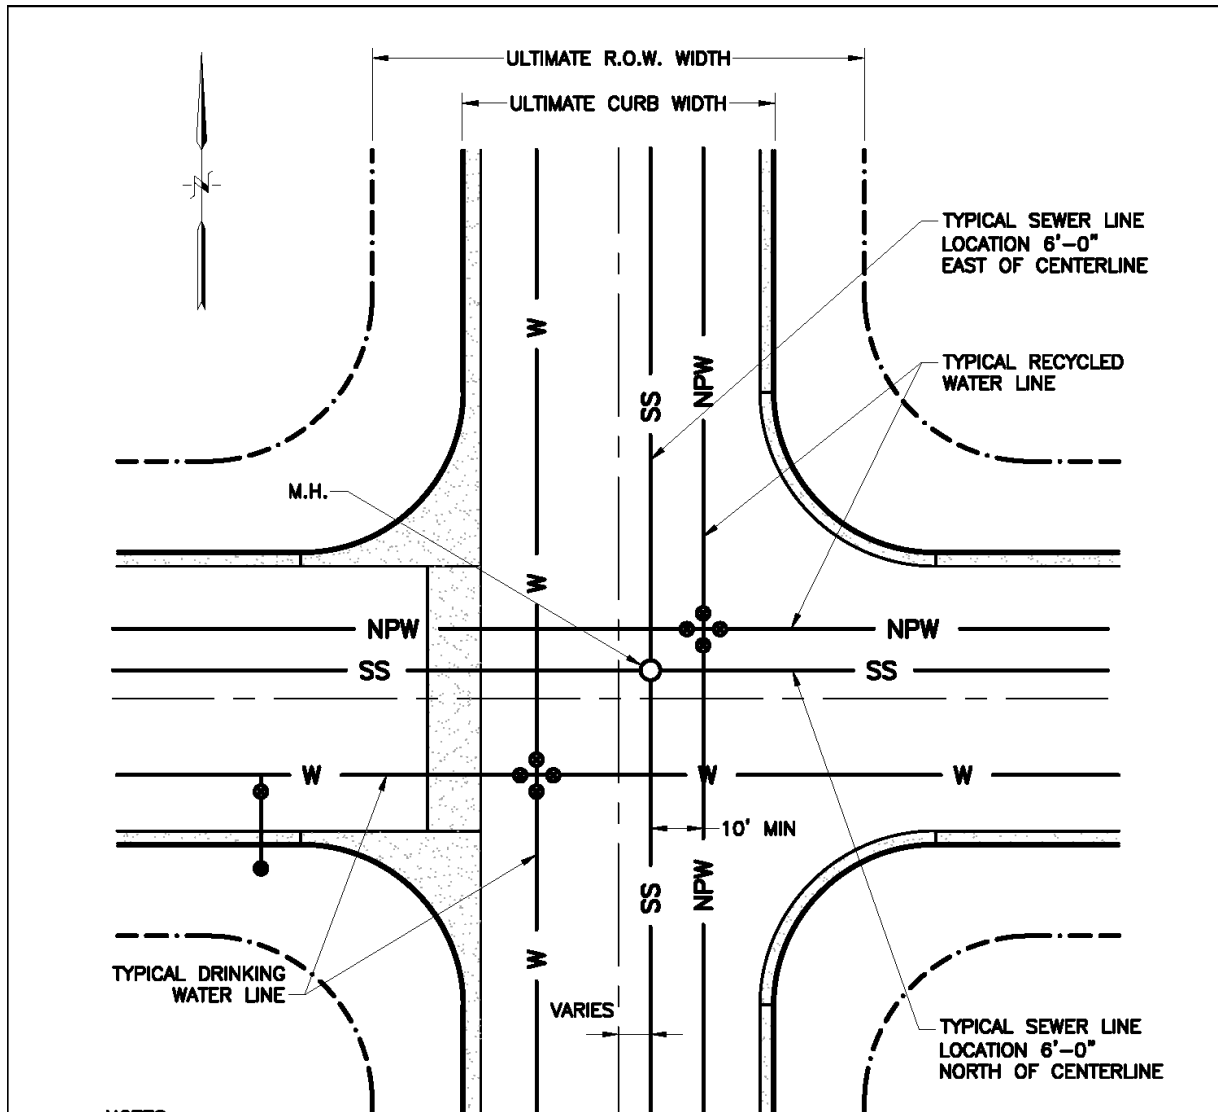 ULTIMATE R.O.W. WIDTH
ULTIMATE CURB WIDTH
N
TYPICAL SEWER LINE
LOCATION 6'-0"
EAST OF CENTERLINE
W
TYPICAL RECYCLED
WATER LINE
NPW
SS
M.H.
W
NPW
NPW
SS
SS
W
W
W
10' MIN
SS
NPW
W
TYPICAL DRINKING
WATER LINE
VARIES
TYPICAL SEWER LINE
LOCATION 6'-0"
NORTH OF CENTERLINE